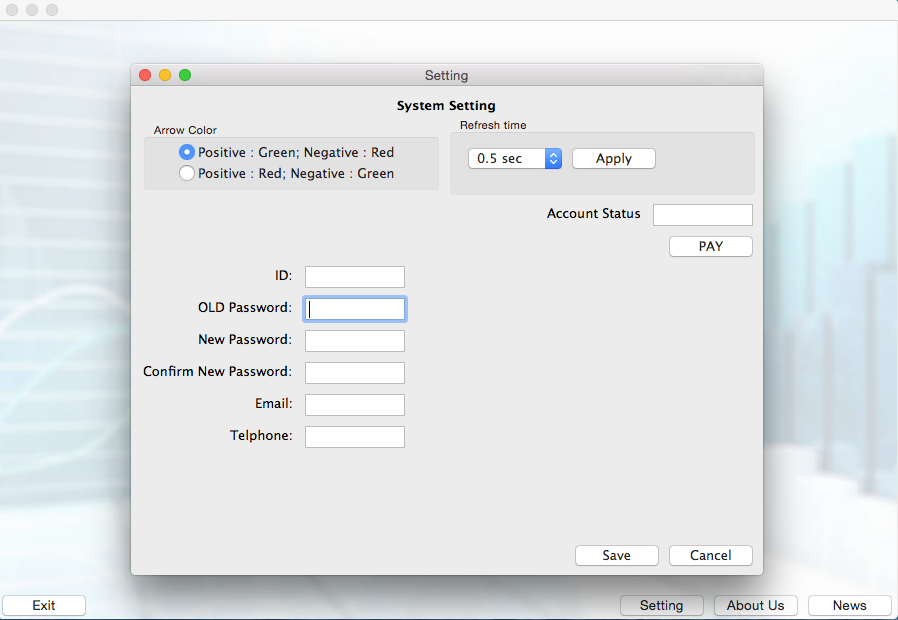 Setting
System Setting
Arrow Color
Refresh time
Positive : Green; Negative : Red
Positive : Red; Negative : Green
0.5 sec
Apply
Account Status
PAY
ID:
OLD Password:
New Password:
Confirm New Password:
Email:
Telphone:
Save
Cancel
Exit
Setting
About Us
News